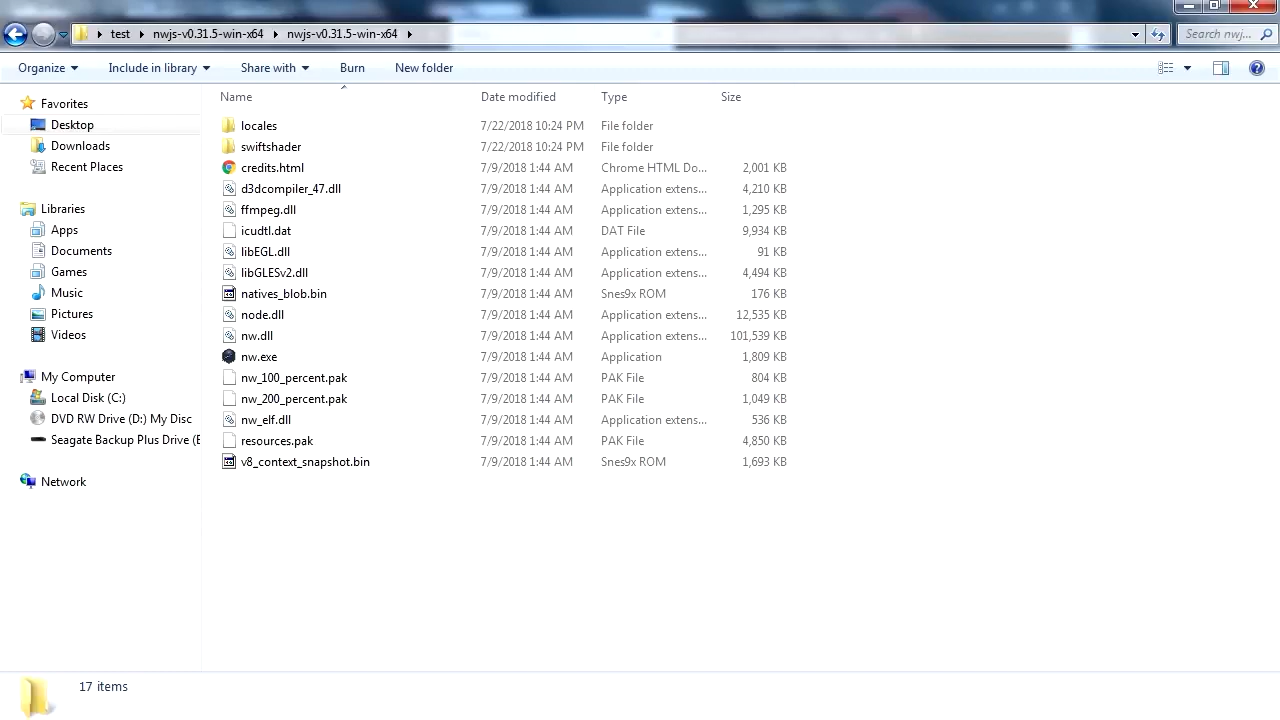 test nwjs-v0.31.5-win-x64 nwjs-v0.31.5-win-x64 Search nwj...
Organize Include in library Share with Burn New folder
Name Date modified Type Size
Favorites
Desktop
Downloads
Recent Places
Libraries
Apps
Documents
Games
Music
Pictures
Videos
My Computer
Local Disk (C:)
DVD RW Drive (D:) My Disc
Seagate Backup Plus Drive (E
Network
locales 7/22/2018 10:24 PM File folder
swiftshader 7/22/2018 10:24 PM File folder
credits.html 7/9/2018 1:44 AM Chrome HTML Do... 2,001 KB
d3dcompiler_47.dll 7/9/2018 1:44 AM Application extens... 4,210 KB
ffmpeg.dll 7/9/2018 1:44 AM Application extens... 1,295 KB
icudtl.dat 7/9/2018 1:44 AM DAT File 9,934 KB
libEGL.dll 7/9/2018 1:44 AM Application extens... 91 KB
libGLESv2.dll 7/9/2018 1:44 AM Application extens... 4,494 KB
natives_blob.bin 7/9/2018 1:44 AM Snes9x ROM 176 KB
node.dll 7/9/2018 1:44 AM Application extens... 12,535 KB
nw.dll 7/9/2018 1:44 AM Application extens... 101,539 KB
nw.exe 7/9/2018 1:44 AM Application 1,809 KB
nw_100_percent.pak 7/9/2018 1:44 AM PAK File 804 KB
nw_200_percent.pak 7/9/2018 1:44 AM PAK File 1,049 KB
nw_elf.dll 7/9/2018 1:44 AM Application extens... 536 KB
resources.pak 7/9/2018 1:44 AM PAK File 4,850 KB
v8_context_snapshot.bin 7/9/2018 1:44 AM Snes9x ROM 1,693 KB
17 items